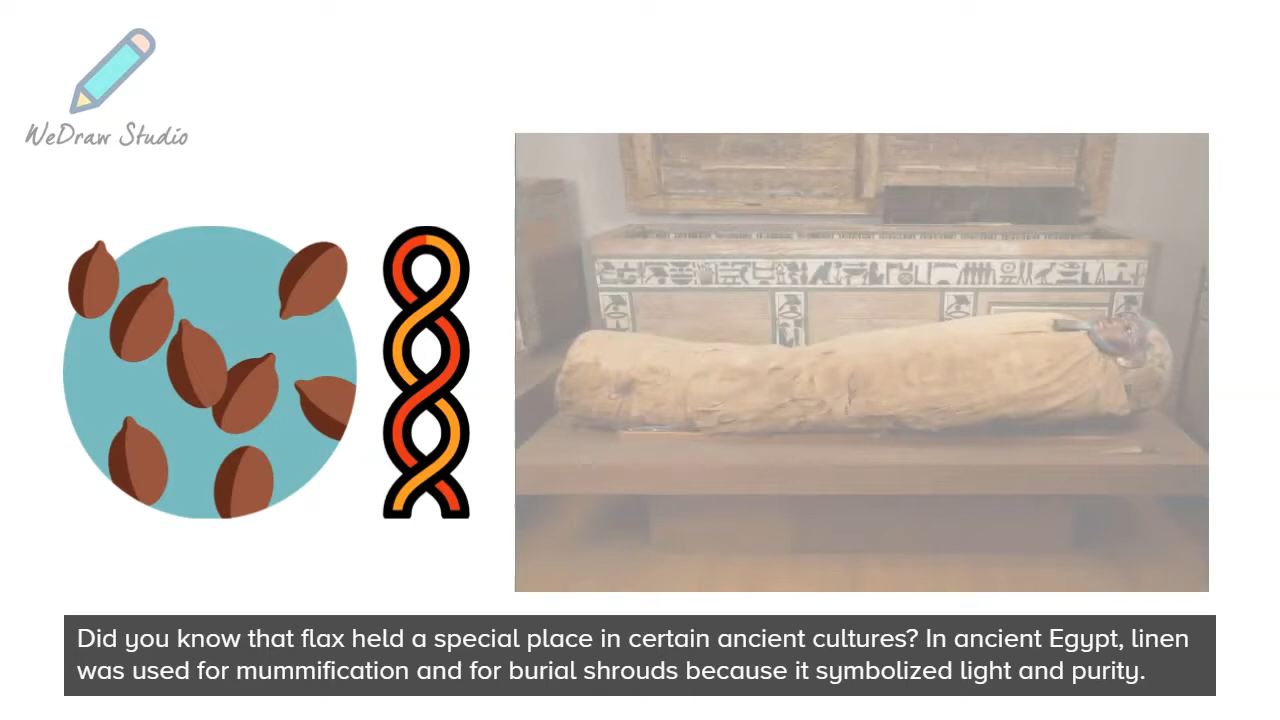 WeDraw Studio
Did you know that flax held a special place in certain ancient cultures? In ancient Egypt, linen
was used for mummification and for burial shrouds because it symbolized light and purity.